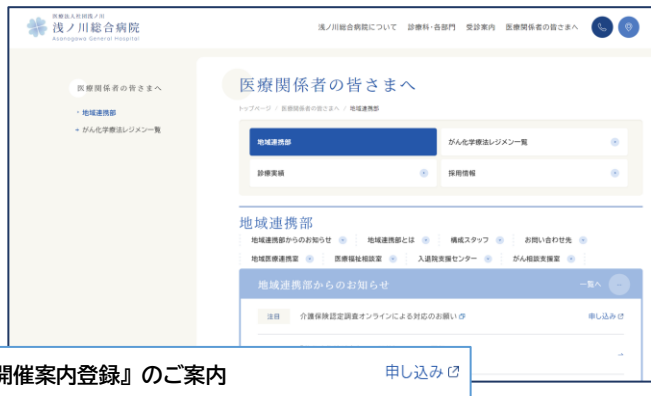 医療法人社団浅ノ川
浅ノ川総合病院
Asanogawa General Hospital
浅ノ川総合病院について 診療科・各部門 受診案内 医療関係者の皆さまへ
医療関係者の皆さまへ
地域連携部
がん化学療法レジメン一覧
医療関係者の皆さまへ
トップページ / 医療関係者の皆さまへ / 地域連携部
地域連携部 がん化学療法レジメン一覧
診療実績 採用情報
地域連携部
地域連携部からのお知らせ 地域連携部とは 構成スタッフ お問い合わせ先
地域医療連携室 医療福祉相談室 入退院支援センター がん相談支援室
地域連携部からのお知らせ 一覧へ
注目 介護保険認定調査オンラインによる対応のお願い 申し込み
開催案内登録』のご案内 申し込み